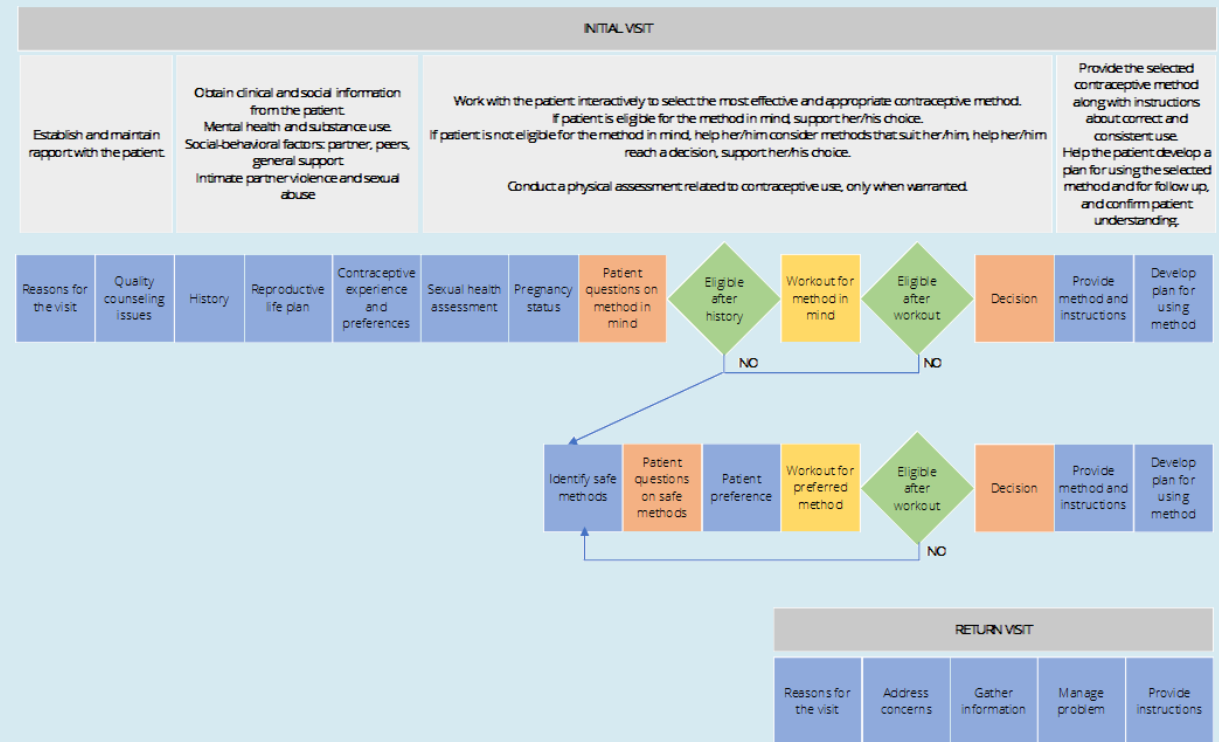 INITIAL VISIT
Establish and maintain
rapport with the patient.
Obtain clinical and social information
from the patient.
Mental health and substance use.
Social-behavioral factors: partner, peers,
general support
Intimate partner violence and sexual
abuse
Work with the patient interactively to select the most effective and appropriate contraceptive method.
If patient is eligible for the method in mind, support her/his choice.
If patient is not eligible for the method in mind, help her/him consider methods that suit her/him, help her/him
reach a decision, support her/his choice.
Conduct a physical assessment related to contraceptive use, only when warranted.
Provide the selected
contraceptive method
along with instructions
about correct and
consistent use.
Help the patient develop a
plan for using the selected
method and for follow up,
and confirm patient
understanding.
Reasons for
the visit
Quality
counseling
issues
History
Reproductive
life plan
Contraceptive
experience
and
preferences
Sexual health
assessment
Pregnancy
status
Patient
questions on
method in
mind
Eligible
after
history
Workout for
method in
mind
Eligible
after
workout
Decision
Provide
method and
instructions
Develop
plan for
using
method
NO
NO
Identify safe
methods
Patient
questions
on safe
methods
Patient
preference
Workout for
preferred
method
Eligible
after
workout
Decision
Provide
method and
instructions
Develop
plan for
using
method
NO
RETURN VISIT
Reasons for
the visit
Address
concerns
Gather
information
Manage
problem
Provide
instructions